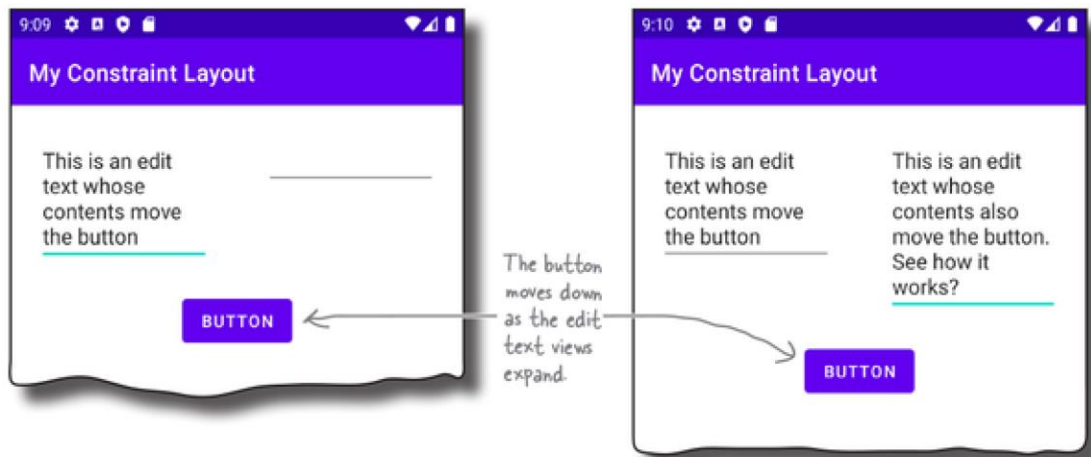 9:09
My Constraint Layout
This is an edit
text whose
contents move
the button
BUTTON
The button
moves down
as the edit
text views
expand.
9:10
My Constraint Layout
This is an edit
text whose
contents move
the button
This is an edit
text whose
contents also
move the button.
See how it
works?
BUTTON